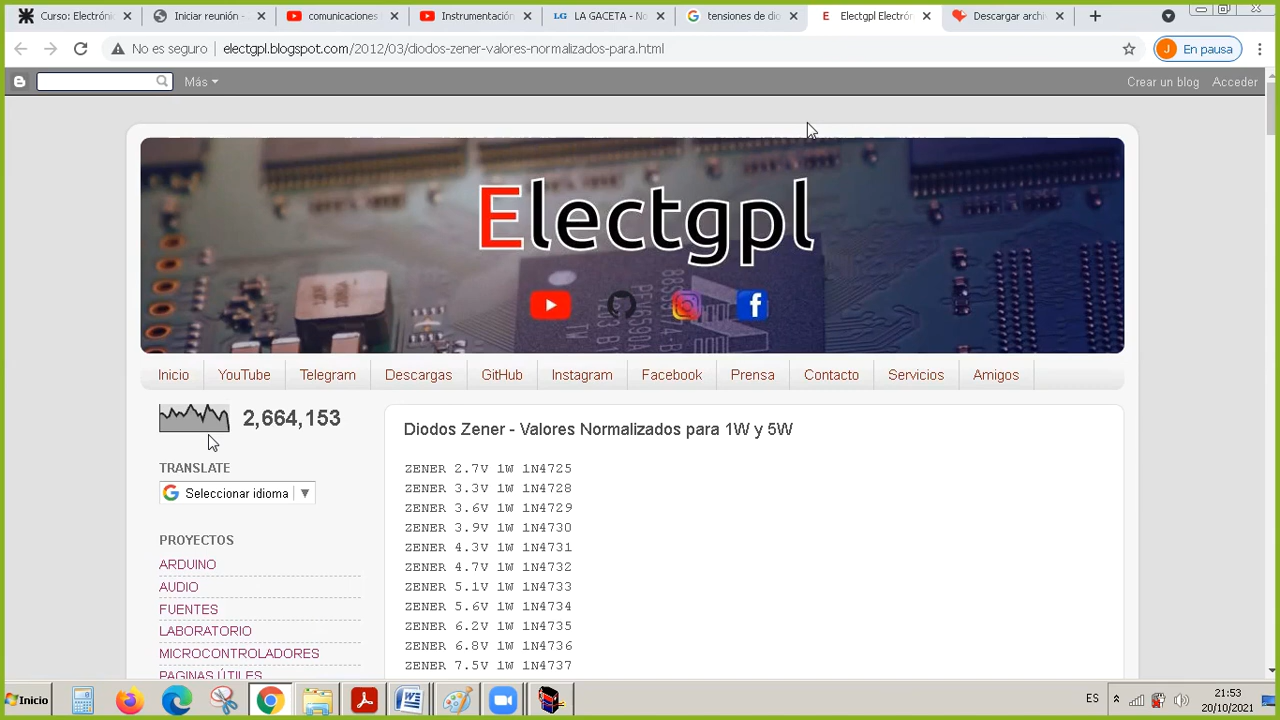 Curso: Electróni
Iniciar reunión -
comunicaciones
Instrumentación
LG LA GACETA - No
tensiones de dio
E Electgpl Electrón
Descargar archi
No es seguro
electgpl.blogspot.com/2012/03/diodos-zener-valores-normalizados-para.html
J En pausa
Más
Crear un blog Acceder
Electgpl
Inicio YouTube Telegram Descargas GitHub Instagram Facebook Prensa Contacto Servicios Amigos
2,664,153
TRANSLATE
G Seleccionar idioma ▼
PROYECTOS
ARDUINO
AUDIO
FUENTES
LABORATORIO
MICROCONTROLADORES
PAGINAS ÚTILES
Diodos Zener - Valores Normalizados para 1W y 5W
ZENER 2.7V 1W 1N4725
ZENER 3.3V 1W 1N4728
ZENER 3.6V 1W 1N4729
ZENER 3.9V 1W 1N4730
ZENER 4.3V 1W 1N4731
ZENER 4.7V 1W 1N4732
ZENER 5.1V 1W 1N4733
ZENER 5.6V 1W 1N4734
ZENER 6.2V 1W 1N4735
ZENER 6.8V 1W 1N4736
ZENER 7.5V 1W 1N4737
Inicio
ES
21:53
20/10/2021